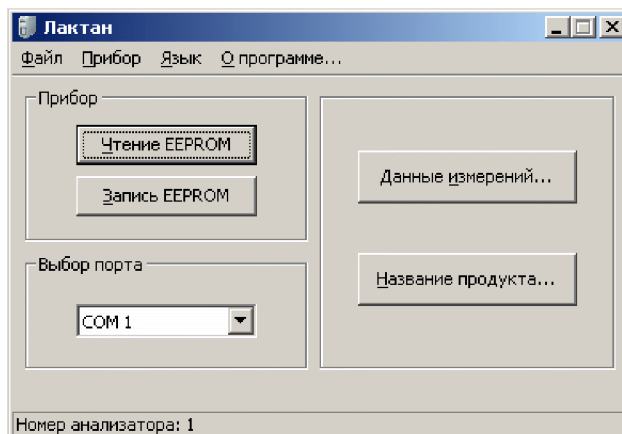 Лактан
Файл Прибор Язык О программе...
Прибор
Чтение EEPROM
Запись EEPROM
Данные измерений...
Выбор порта
COM 1
Название продукта...
Номер анализатора: 1